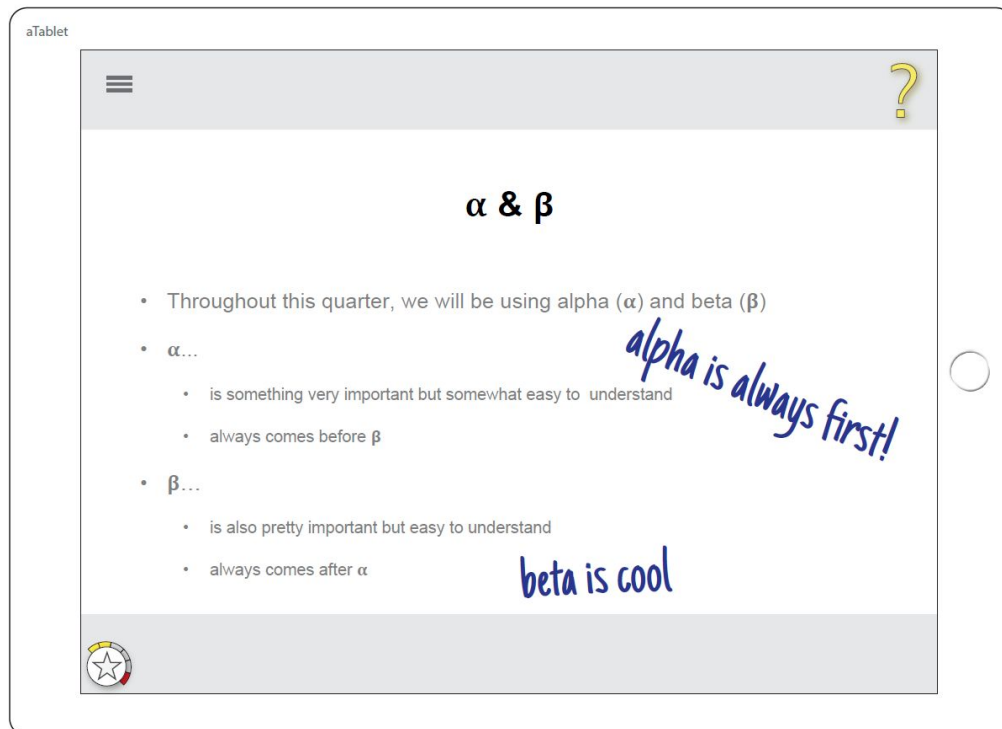 aTablet
?
α & β
• Throughout this quarter, we will be using alpha (α) and beta (β)
• α...
• is something very important but somewhat easy to understand
• always comes before β
alpha is always first!
• β...
• is also pretty important but easy to understand
• always comes after α
beta is cool